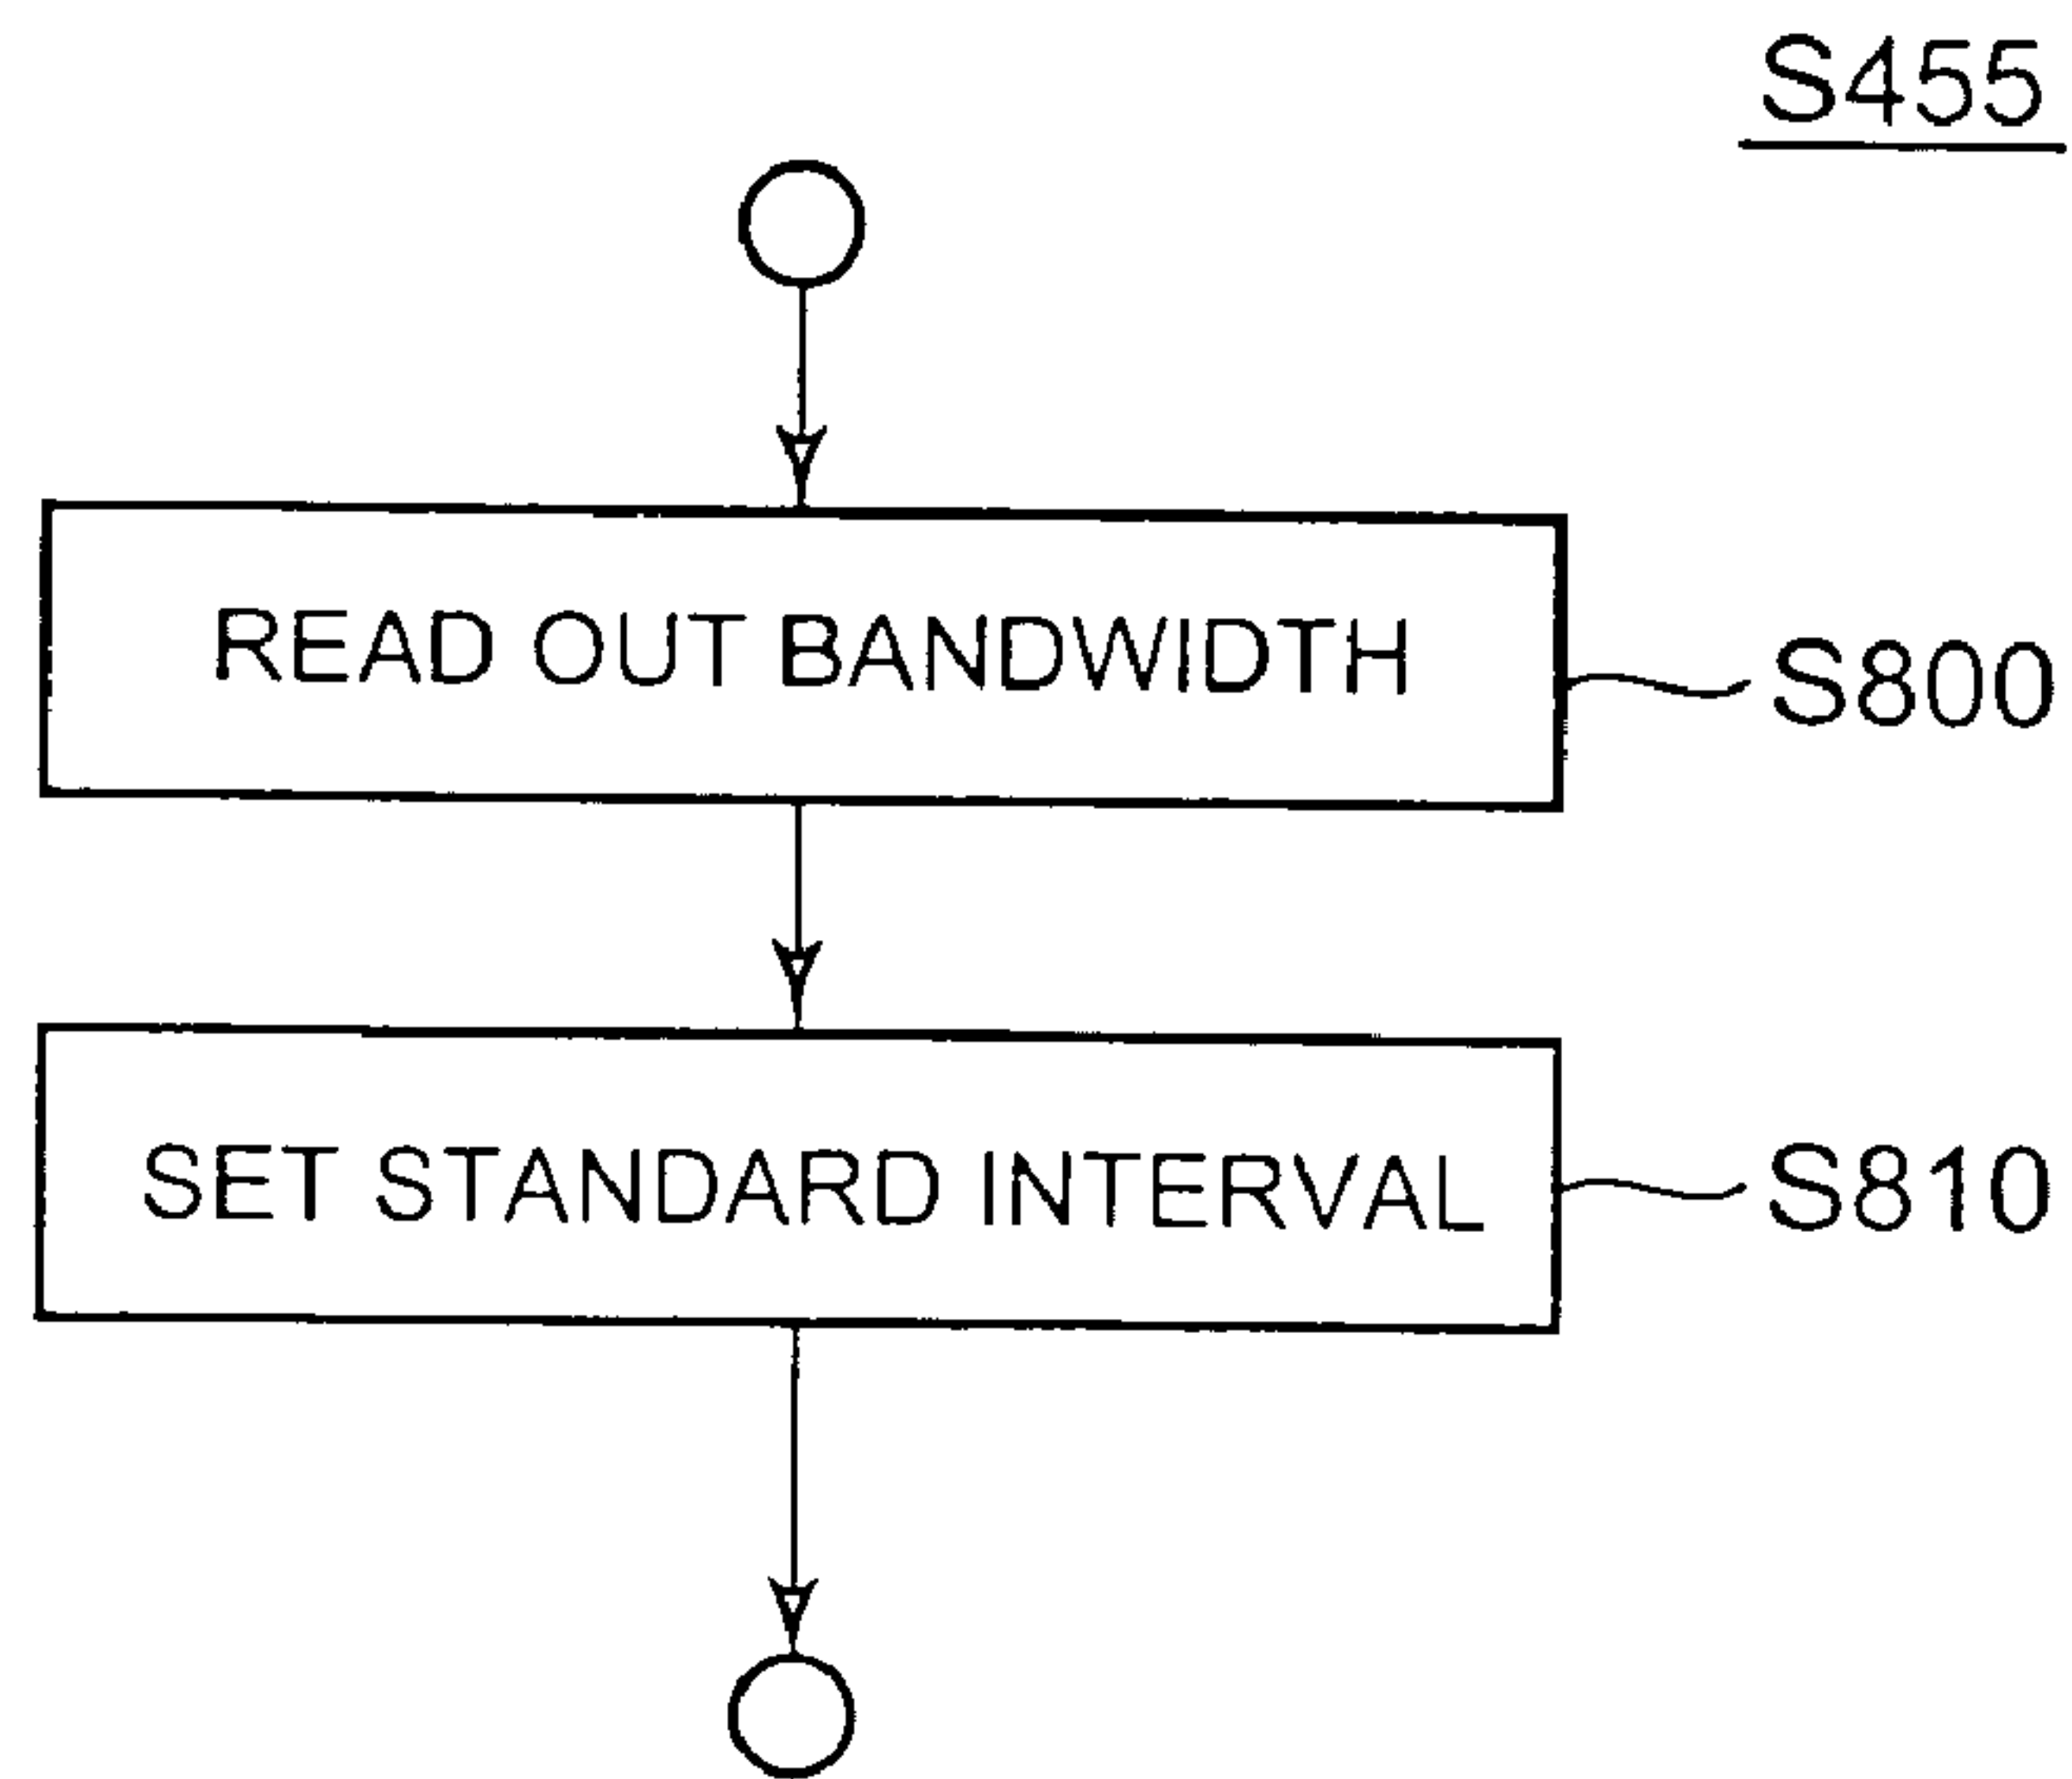 S455
READ OUT BANDWIDTH
S800
SET STANDARD INTERVAL
S810